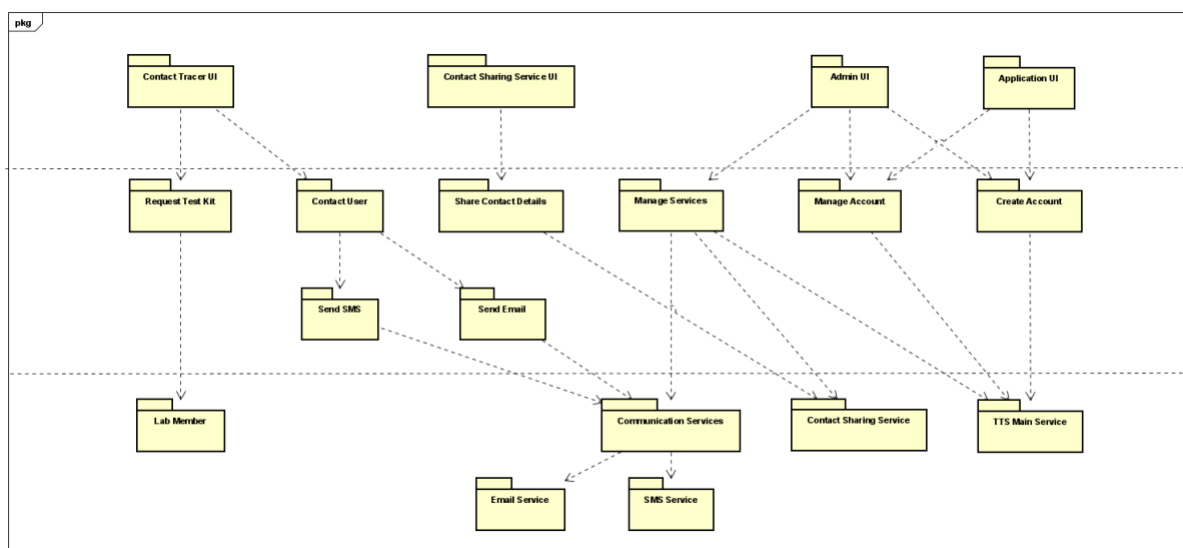 pkg
Contact Tracer UI
Contact Sharing Service UI
Admin UI
Application UI
Request Test Kit
Contact User
Share Contact Details
Manage Services
Manage Account
Create Account
Send SMS
Send Email
Lab Member
Communication Services
Contact Sharing Service
TTS Main Service
Email Service
SMS Service